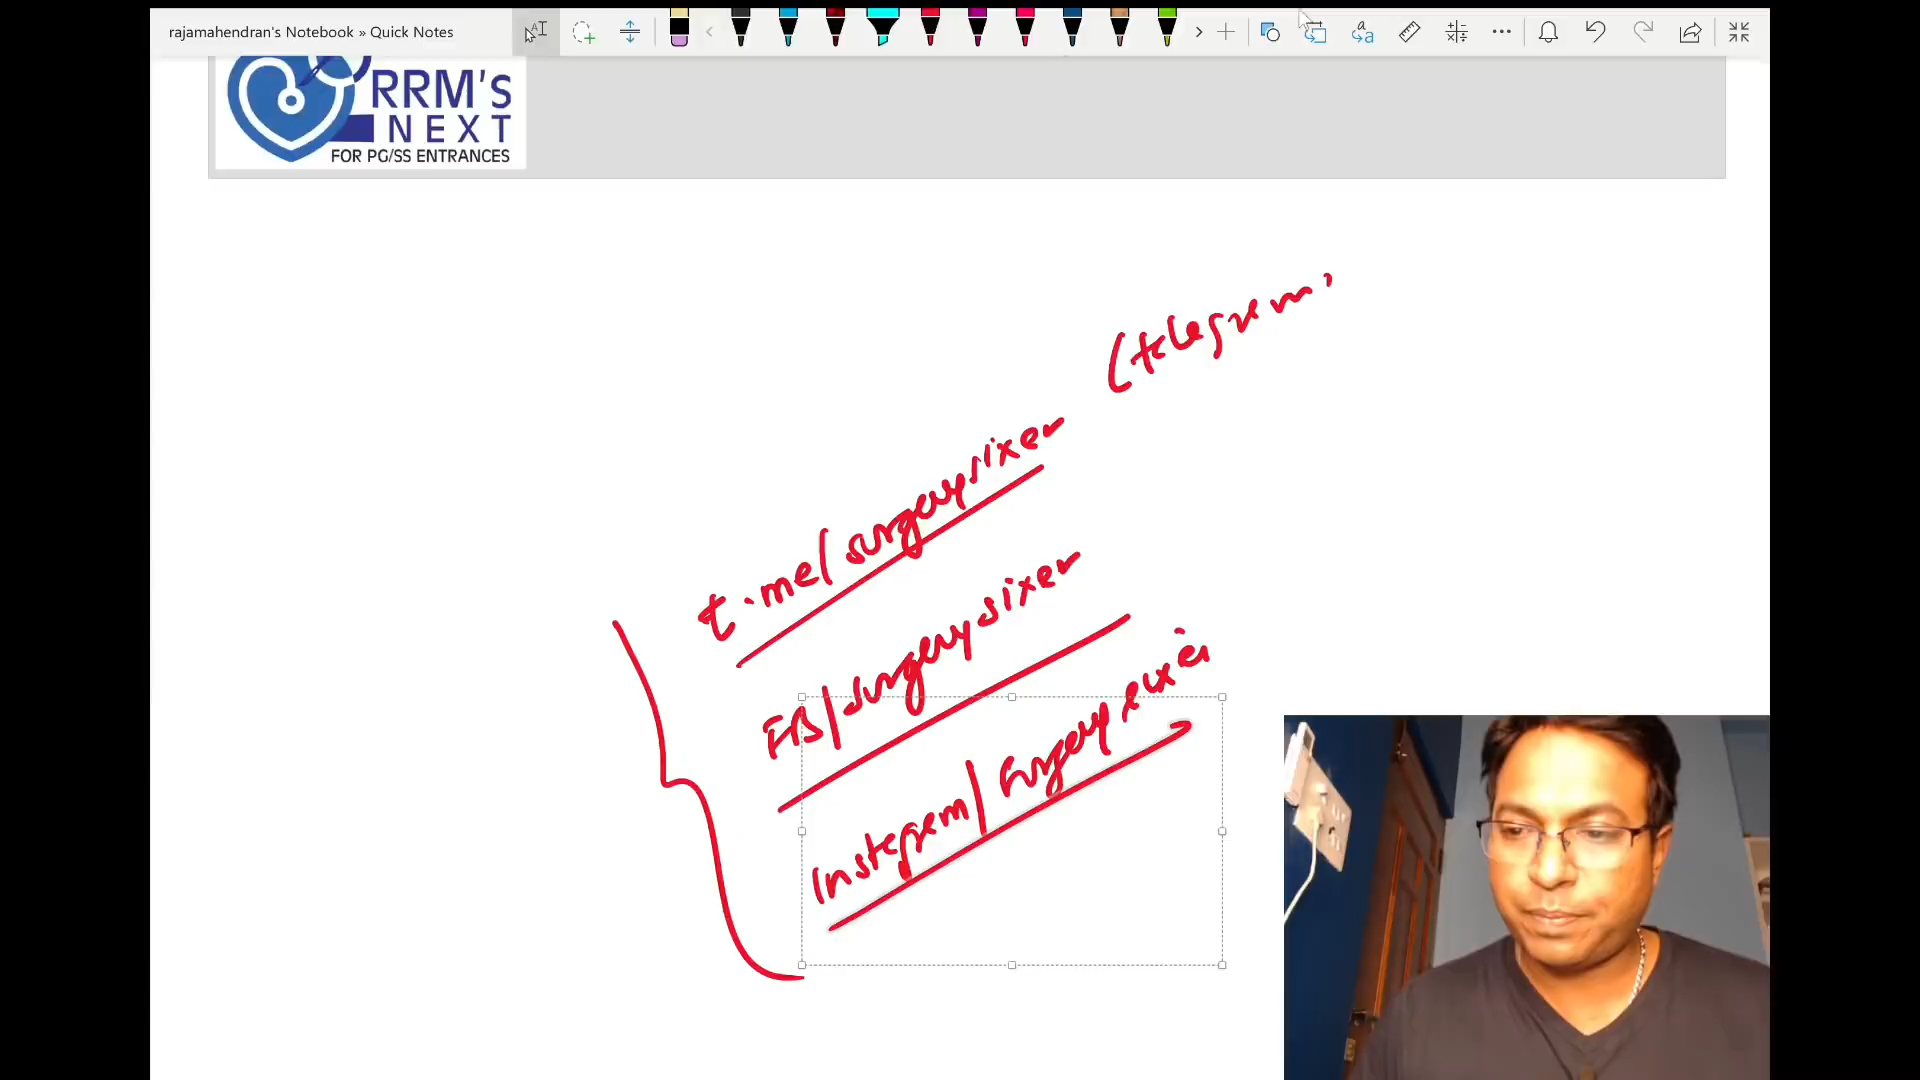 rajamahendran's Notebook » Quick Notes
RRM'S
NEXT
FOR PG/SS ENTRANCES
(telegram
t.me/surgerysixer
FB/surgerysixer
Instagram/surgerysixer